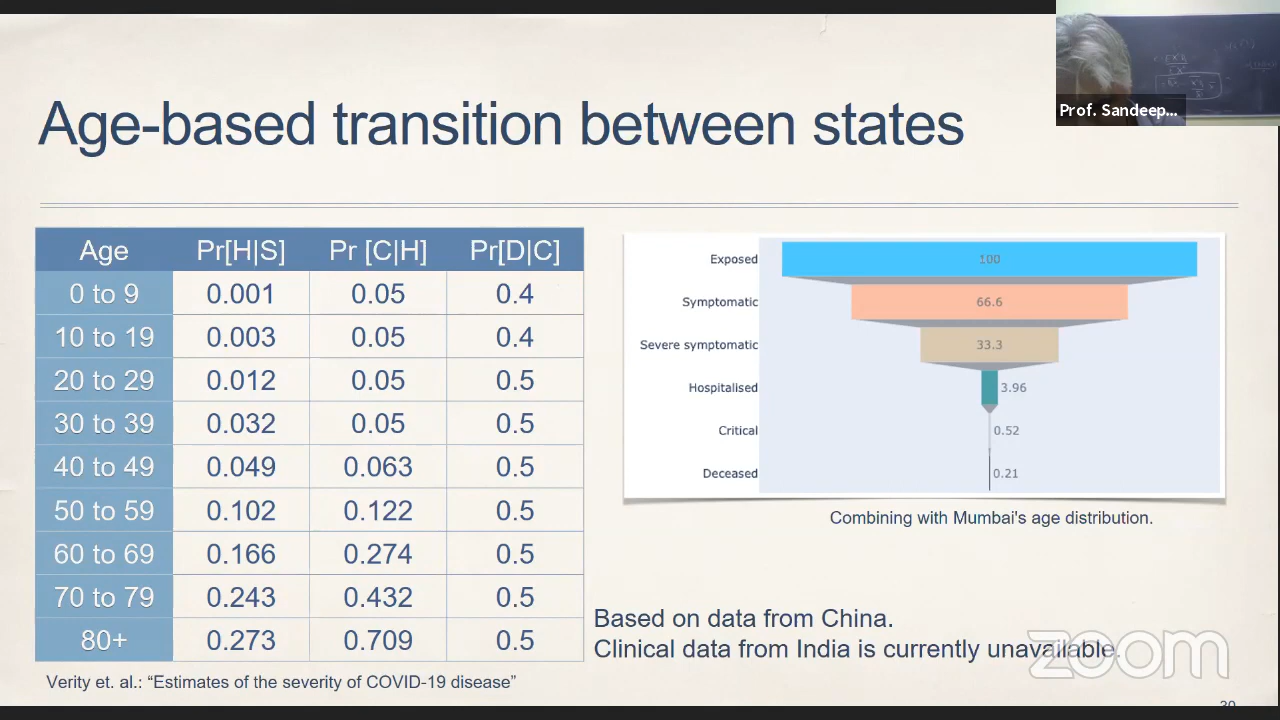 Prof. Sandeep...
Age-based transition between states
Age Pr[H|S] Pr [C|H] Pr[D|C]
0 to 9 0.001 0.05 0.4
10 to 19 0.003 0.05 0.4
20 to 29 0.012 0.05 0.5
30 to 39 0.032 0.05 0.5
40 to 49 0.049 0.063 0.5
50 to 59 0.102 0.122 0.5
60 to 69 0.166 0.274 0.5
70 to 79 0.243 0.432 0.5
80+ 0.273 0.709 0.5
Verity et. al.: “Estimates of the severity of COVID-19 disease”
Exposed 100
Symptomatic 66.6
Severe symptomatic 33.3
Hospitalised 3.96
Critical 0.52
Deceased 0.21
Combining with Mumbai's age distribution.
Based on data from China.
Clinical data from India is currently unavailable.
zoom